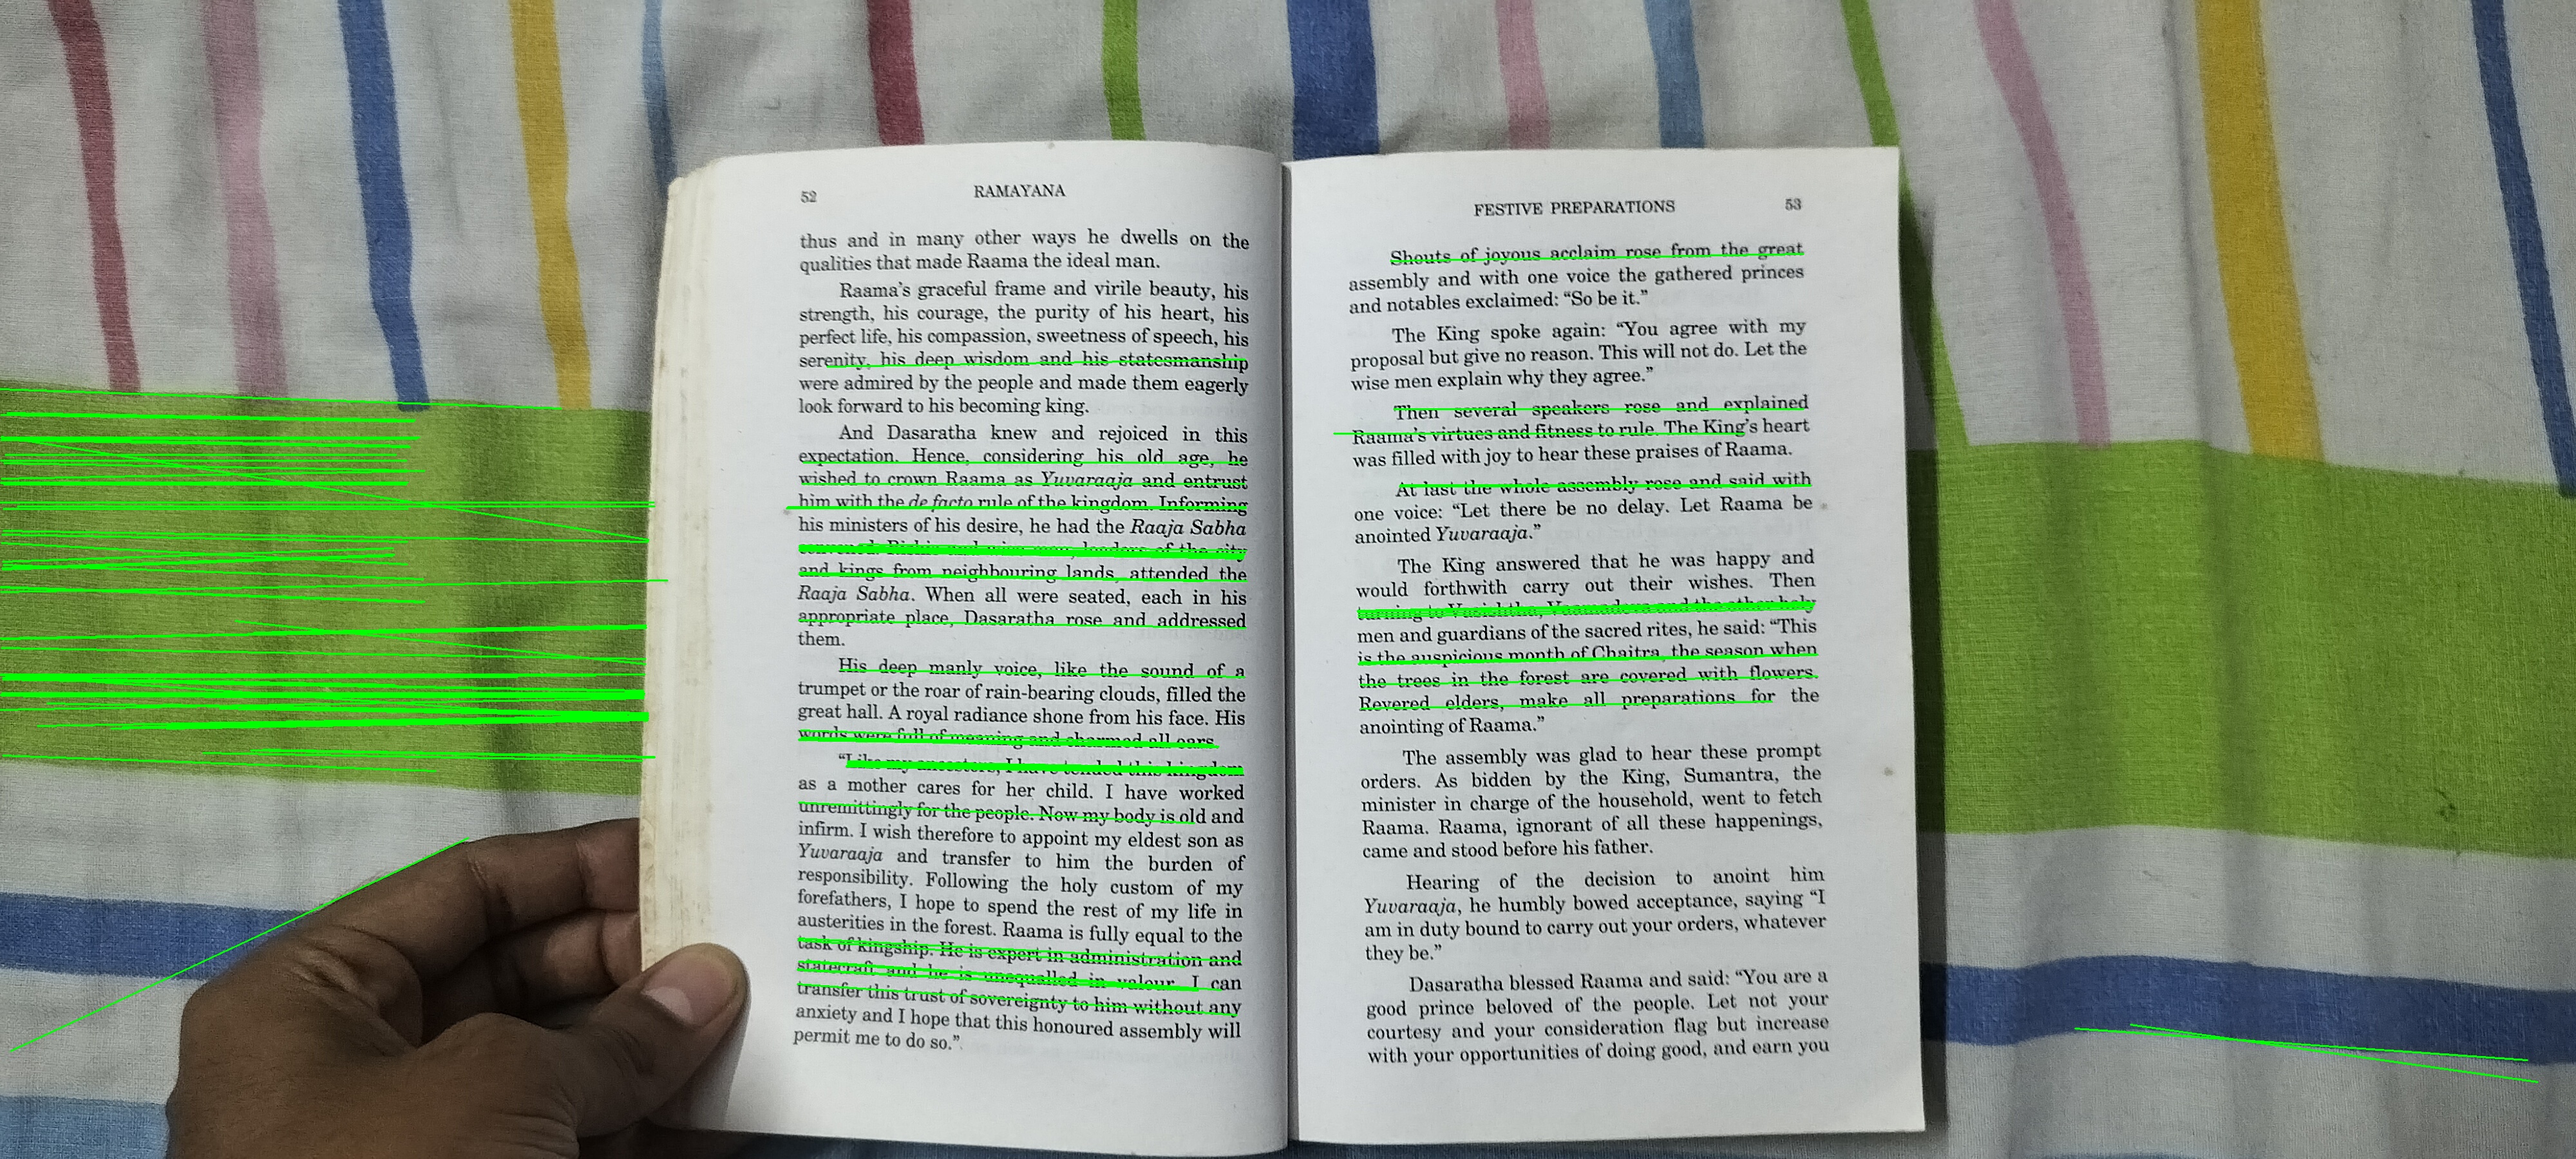 52
RAMAYANA
thus and in many other ways he dwells on the
qualities that made Raama the ideal man.
Raama's graceful frame and virile beauty, his
strength, his courage, the purity of his heart, his
perfect life, his compassion, sweetness of speech, his
serenity, his deep wisdom and his statesmanship
were admired by the people and made them eagerly
look forward to his becoming king.
And Dasaratha knew and rejoiced in this
expectation. Hence, considering his old age, he
wished to crown Raama as Yuvaraaja and entrust
him with the de facto rule of the kingdom. Informing
his ministers of his desire, he had the Raaja Sabha
convened. Rishis and wise men, leaders of the city
and kings from neighbouring lands, attended the
Raaja Sabha. When all were seated, each in his
appropriate place, Dasaratha rose and addressed
them.
His deep manly voice, like the sound of a
trumpet or the roar of rain-bearing clouds, filled the
great hall. A royal radiance shone from his face. His
words were full of meaning and charmed all ears.
“Like my ancestors, I have tended this kingdom
as a mother cares for her child. I have worked
unremittingly for the people. Now my body is old and
infirm. I wish therefore to appoint my eldest son as
Yuvaraaja and transfer to him the burden of
responsibility. Following the holy custom of my
forefathers, I hope to spend the rest of my life in
austerities in the forest. Raama is fully equal to the
task of kingship. He is expert in administration and
statecraft and he is unequalled in valour. I can
transfer this trust of sovereignty to him without any
anxiety and I hope that this honoured assembly will
permit me to do so.”
FESTIVE PREPARATIONS
53
Shouts of joyous acclaim rose from the great
assembly and with one voice the gathered princes
and notables exclaimed: “So be it.”
The King spoke again: “You agree with my
proposal but give no reason. This will not do. Let the
wise men explain why they agree.”
Then several speakers rose and explained
Raama's virtues and fitness to rule. The King's heart
was filled with joy to hear these praises of Raama.
At last the whole assembly rose and said with
one voice: “Let there be no delay. Let Raama be
anointed Yuvaraaja.”
The King answered that he was happy and
would forthwith carry out their wishes. Then
turning to Vasishtha, Vaamadeva and the other holy
men and guardians of the sacred rites, he said: “This
is the auspicious month of Chaitra, the season when
the trees in the forest are covered with flowers.
Revered elders, make all preparations for the
anointing of Raama.”
The assembly was glad to hear these prompt
orders. As bidden by the King, Sumantra, the
minister in charge of the household, went to fetch
Raama. Raama, ignorant of all these happenings,
came and stood before his father.
Hearing of the decision to anoint him
Yuvaraaja, he humbly bowed acceptance, saying “I
am in duty bound to carry out your orders, whatever
they be.”
Dasaratha blessed Raama and said: “You are a
good prince beloved of the people. Let not your
courtesy and your consideration flag but increase
with your opportunities of doing good, and earn you